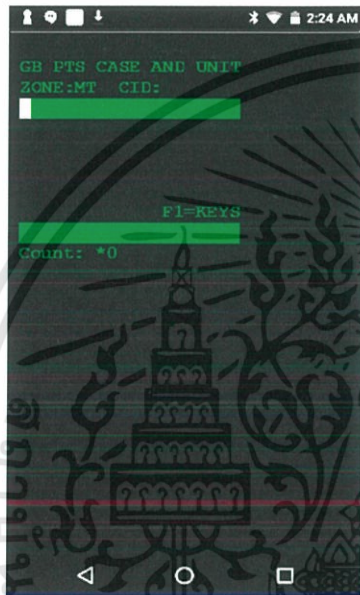 2:24 AM
GB PTS CASE AND UNIT
ZONE:MT CID:
F1=KEYS
Count: *0